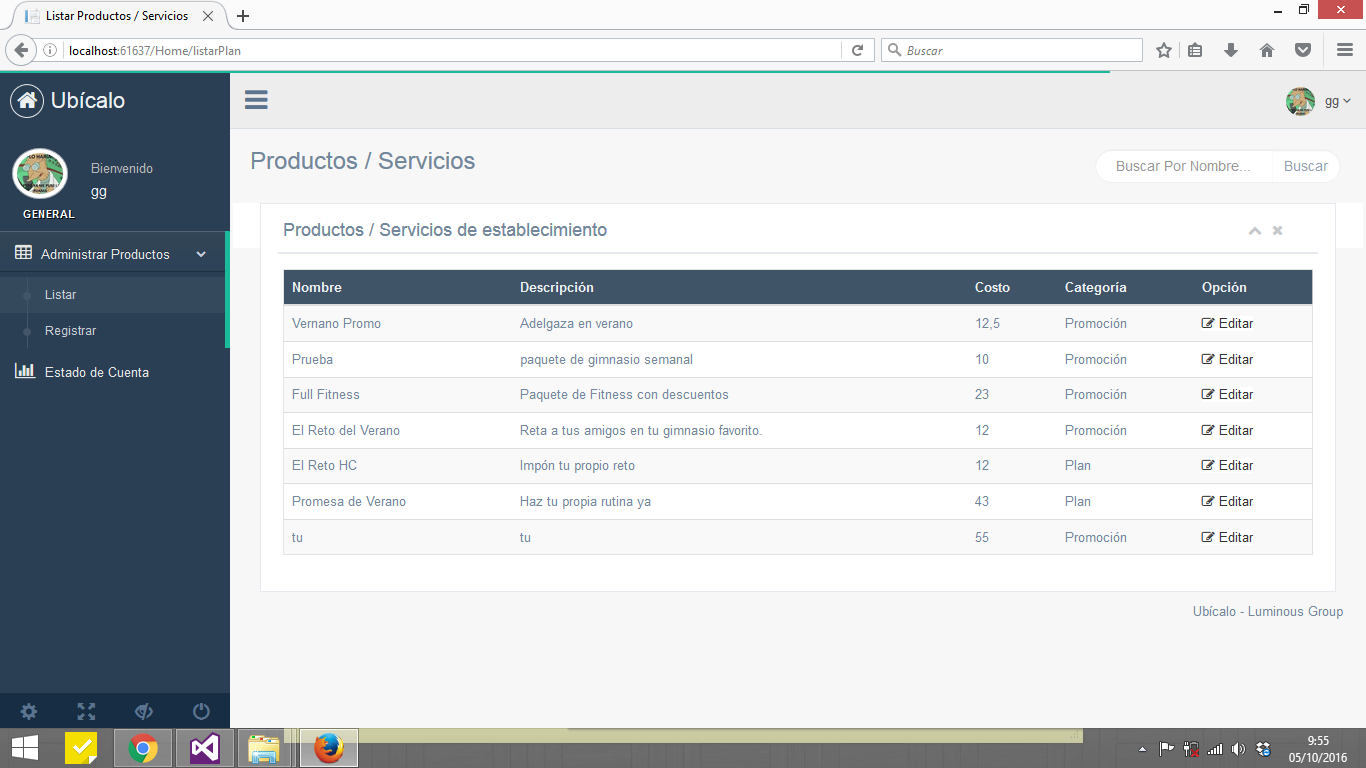 Listar Productos / Servicios
localhost:61637/Home/listarPlan
Buscar
Ubícalo
gg
Bienvenido
gg
GENERAL
Administrar Productos
Listar
Registrar
Estado de Cuenta
Productos / Servicios
Buscar Por Nombre... Buscar
Productos / Servicios de establecimiento
Nombre Descripción Costo Categoría Opción
Vernano Promo Adelgaza en verano 12,5 Promoción Editar
Prueba paquete de gimnasio semanal 10 Promoción Editar
Full Fitness Paquete de Fitness con descuentos 23 Promoción Editar
El Reto del Verano Reta a tus amigos en tu gimnasio favorito. 12 Promoción Editar
El Reto HC Impón tu propio reto 12 Plan Editar
Promesa de Verano Haz tu propia rutina ya 43 Plan Editar
tu tu 55 Promoción Editar
Ubícalo - Luminous Group
9:55
05/10/2016